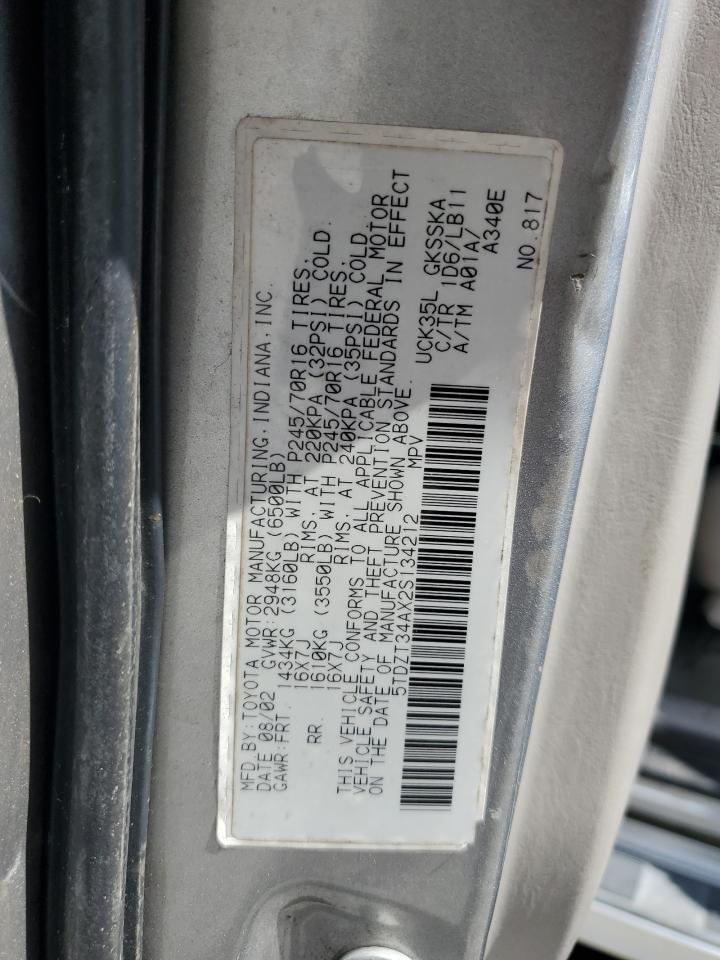 MFD.BY:TOYOTA MOTOR MANUFACTURING,INDIANA,INC.
DATE 08/02 GVWR:2948KG (6500LB)
GAWR:FRT. 1434KG (3160LB) WITH P245/70R16 TIRES,
16X7J RIMS, AT 220KPA (32PSI) COLD.
RR. 1610KG (3550LB) WITH P245/70R16 TIRES,
16X7J RIMS, AT 240KPA (35PSI) COLD.
THIS VEHICLE CONFORMS TO ALL APPLICABLE FEDERAL MOTOR
VEHICLE SAFETY AND THEFT PREVENTION STANDARDS IN EFFECT
ON THE DATE OF MANUFACTURE SHOWN ABOVE.
5TDZT34AX2S134212 MPV
UCK35L GKSSKA
C/TR 1D6/LB11
A/TM A01A/
A340E
NO.817